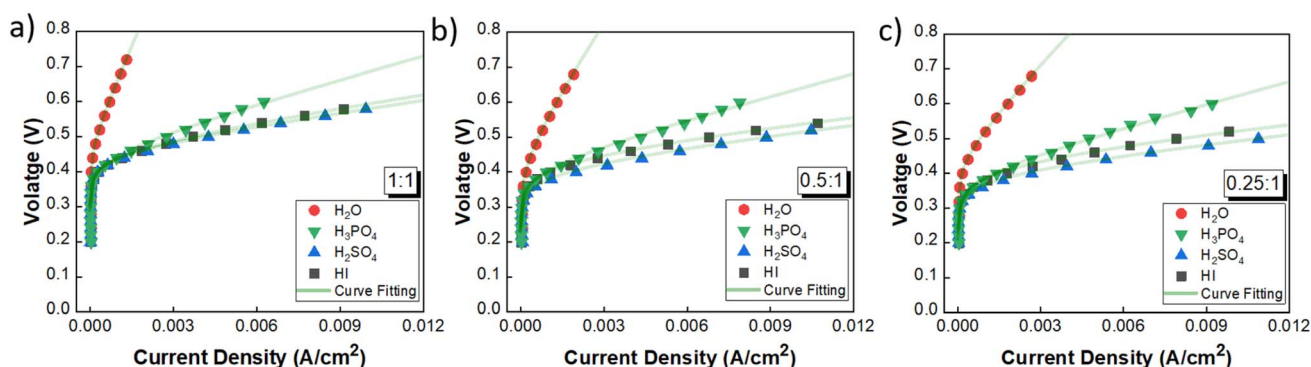 a)
Volatge (V)
0.8
0.7
0.6
0.5
0.4
0.3
0.2
0.1
0.0
1:1
H₂O
H₃PO₄
H₂SO₄
HI
Curve Fitting
0.000 0.003 0.006 0.009 0.012
Current Density (A/cm²)
b)
Volatge (V)
0.8
0.7
0.6
0.5
0.4
0.3
0.2
0.1
0.0
0.5:1
H₂O
H₃PO₄
H₂SO₄
HI
Curve Fitting
0.000 0.003 0.006 0.009 0.012
Current Density (A/cm²)
c)
Volatge (V)
0.8
0.7
0.6
0.5
0.4
0.3
0.2
0.1
0.0
0.25:1
H₂O
H₃PO₄
H₂SO₄
HI
Curve Fitting
0.000 0.003 0.006 0.009 0.012
Current Density (A/cm²)